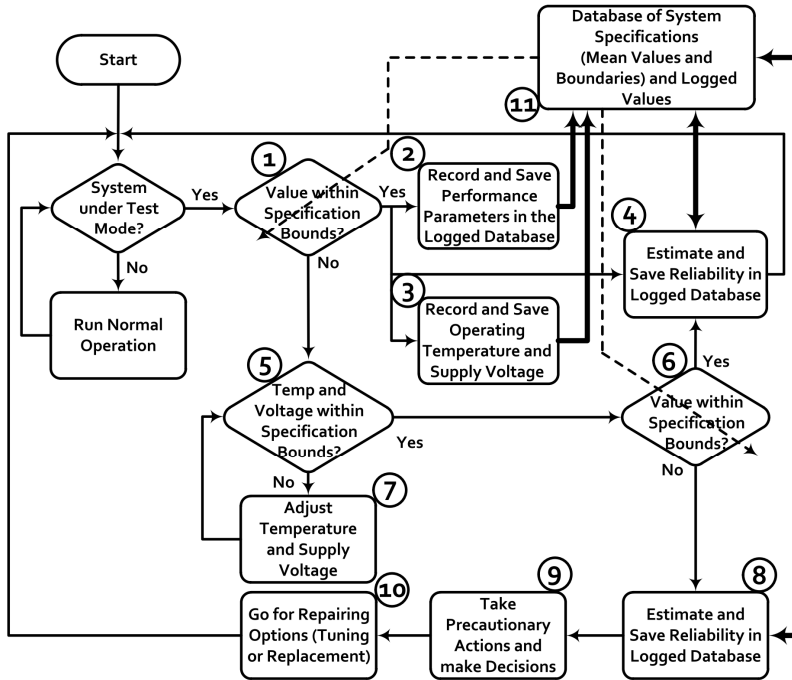 Start
Database of System
Specifications
(Mean Values and
Boundaries) and Logged
Values
11
System
under Test
Mode?
Yes
No
Run Normal
Operation
1
Value within
Specification
Bounds?
Yes
No
2
Record and Save
Performance
Parameters in the
Logged Database
3
Record and Save
Operating
Temperature and
Supply Voltage
4
Estimate and
Save Reliability in
Logged Database
5
Temp and
Voltage within
Specification
Bounds?
Yes
No
6
Value within
Specification
Bounds?
Yes
No
7
Adjust
Temperature
and Supply
Voltage
8
Estimate and
Save Reliability in
Logged Database
9
Take
Precautionary
Actions and
make Decisions
10
Go for Repairing
Options (Tuning
or Replacement)